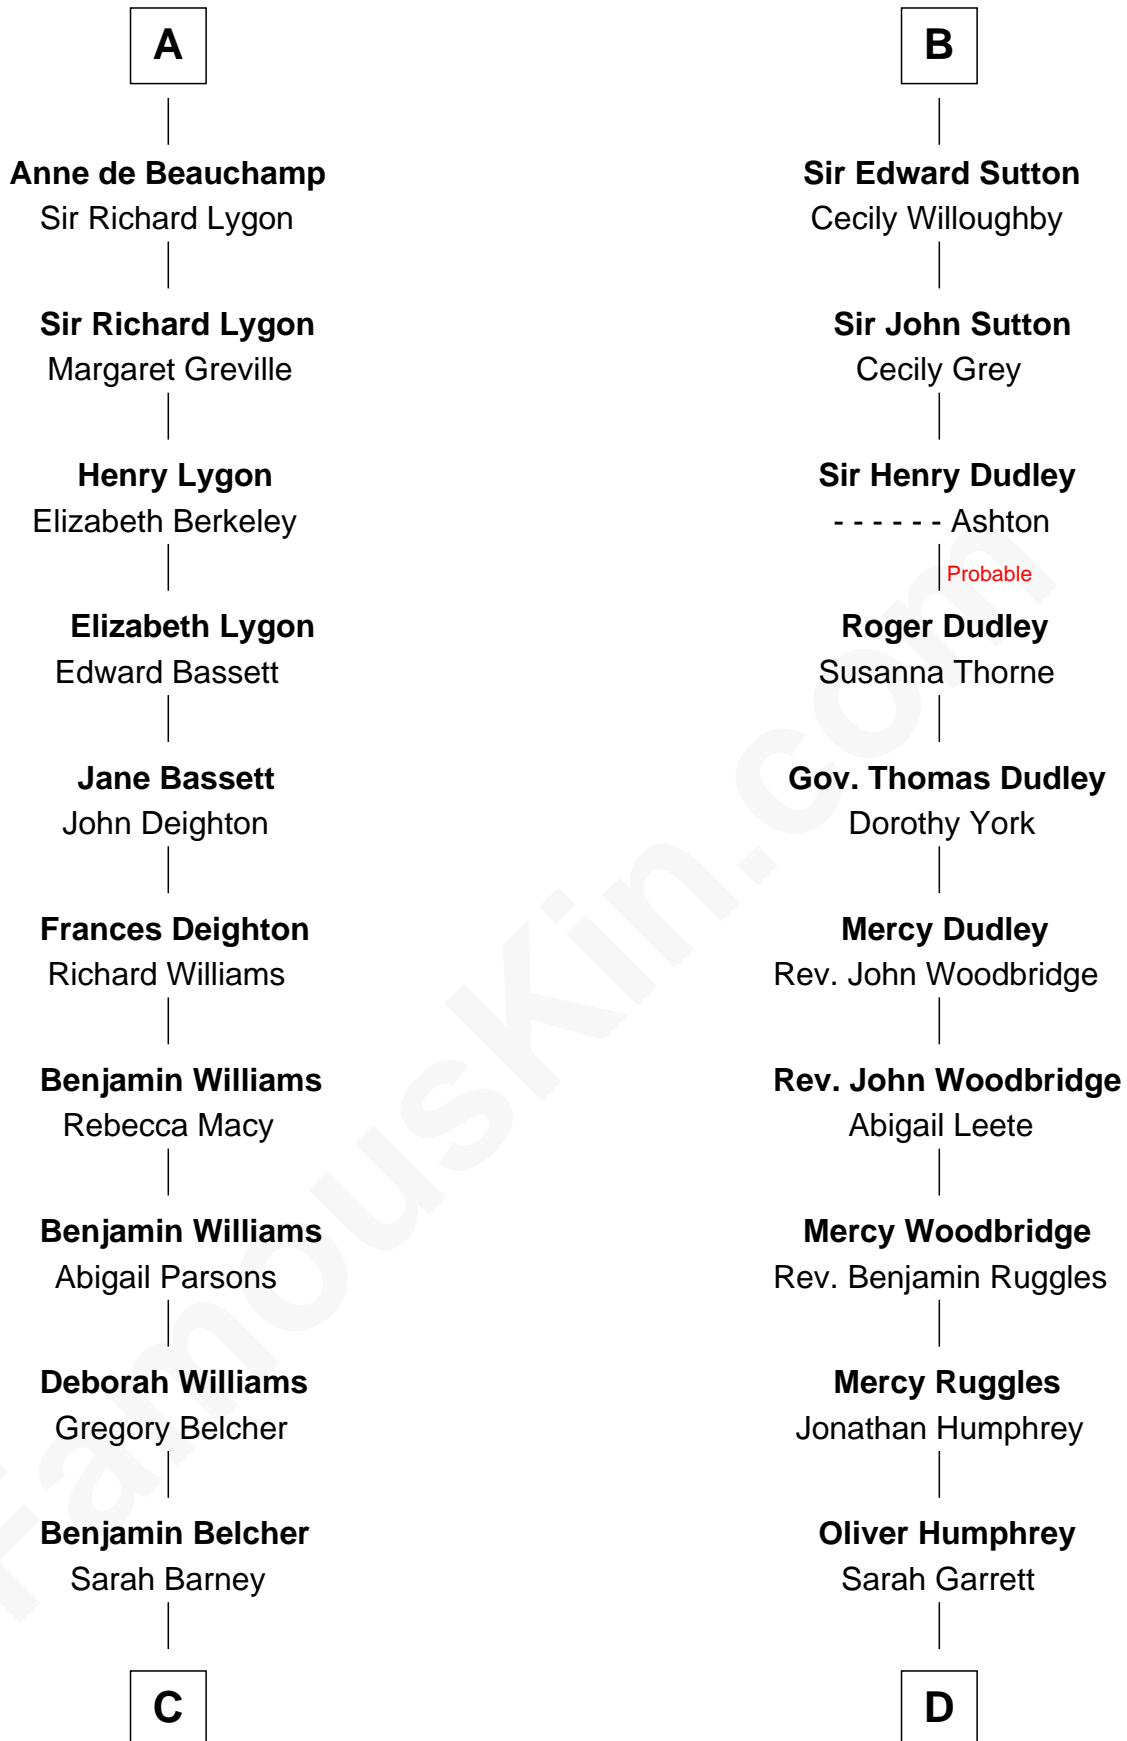 A
Anne de Beauchamp
Sir Richard Lygon
Sir Richard Lygon
Margaret Greville
Henry Lygon
Elizabeth Berkeley
Elizabeth Lygon
Edward Bassett
Jane Bassett
John Deighton
Frances Deighton
Richard Williams
Benjamin Williams
Rebecca Macy
Benjamin Williams
Abigail Parsons
Deborah Williams
Gregory Belcher
Benjamin Belcher
Sarah Barney
C
B
Sir Edward Sutton
Cecily Willoughby
Sir John Sutton
Cecily Grey
Sir Henry Dudley
- - - - - - Ashton
Probable
Roger Dudley
Susanna Thorne
Gov. Thomas Dudley
Dorothy York
Mercy Dudley
Rev. John Woodbridge
Rev. John Woodbridge
Abigail Leete
Mercy Woodbridge
Rev. Benjamin Ruggles
Mercy Ruggles
Jonathan Humphrey
Oliver Humphrey
Sarah Garrett
D
FamousKin.com